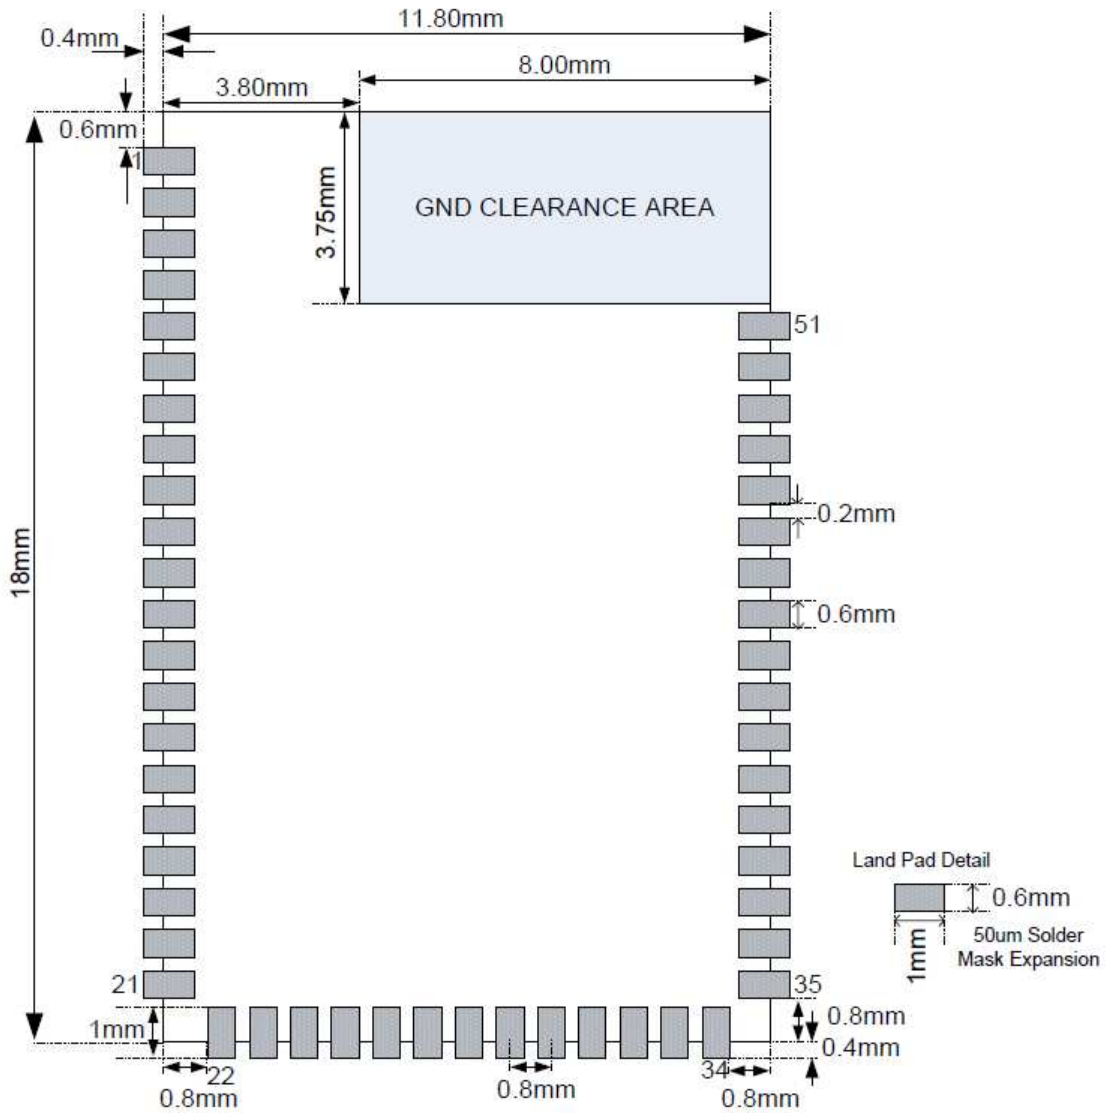 11.80mm
0.4mm
8.00mm
3.80mm
0.6mm
1
3.75mm
GND CLEARANCE AREA
51
0.2mm
18mm
0.6mm
Land Pad Detail
0.6mm
1mm
50um Solder
Mask Expansion
21
35
1mm
0.8mm
0.4mm
22
34
0.8mm
0.8mm
0.8mm